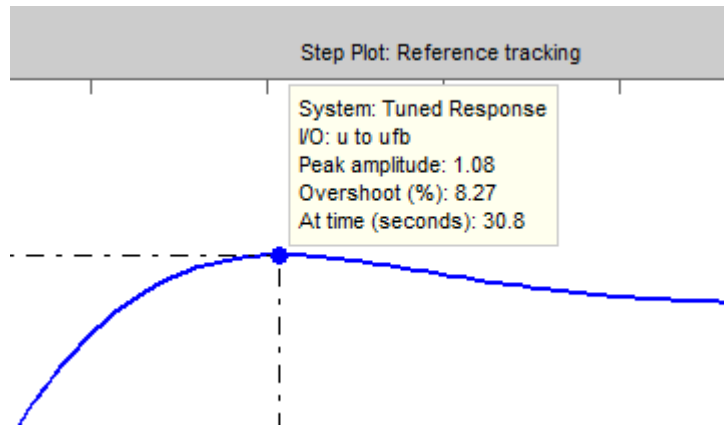 Step Plot: Reference tracking
System: Tuned Response
I/O: u to ufb
Peak amplitude: 1.08
Overshoot (%): 8.27
At time (seconds): 30.8